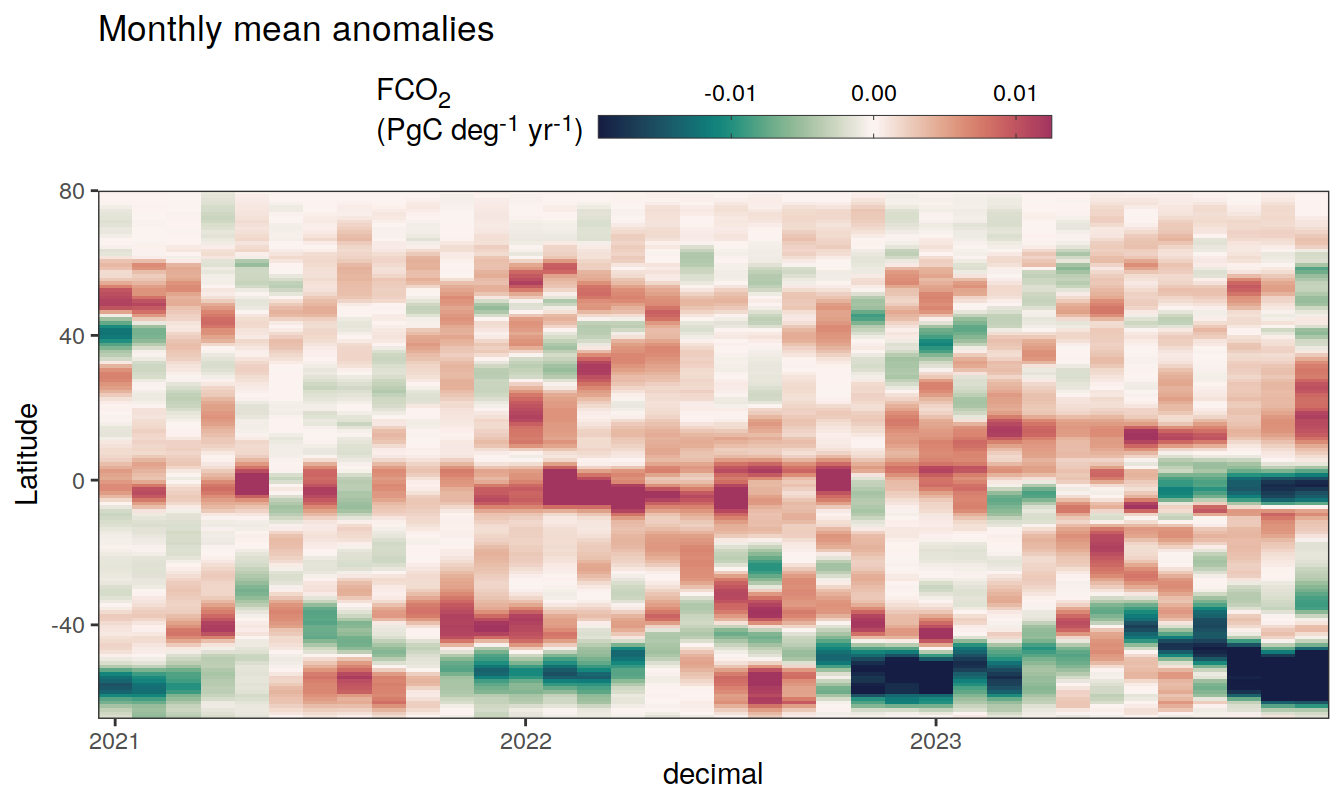 Monthly mean anomalies
FCO₂
(PgC deg⁻¹ yr⁻¹)
-0.01 0.00 0.01
80
40
0
-40
Latitude
2021 2022 2023
decimal